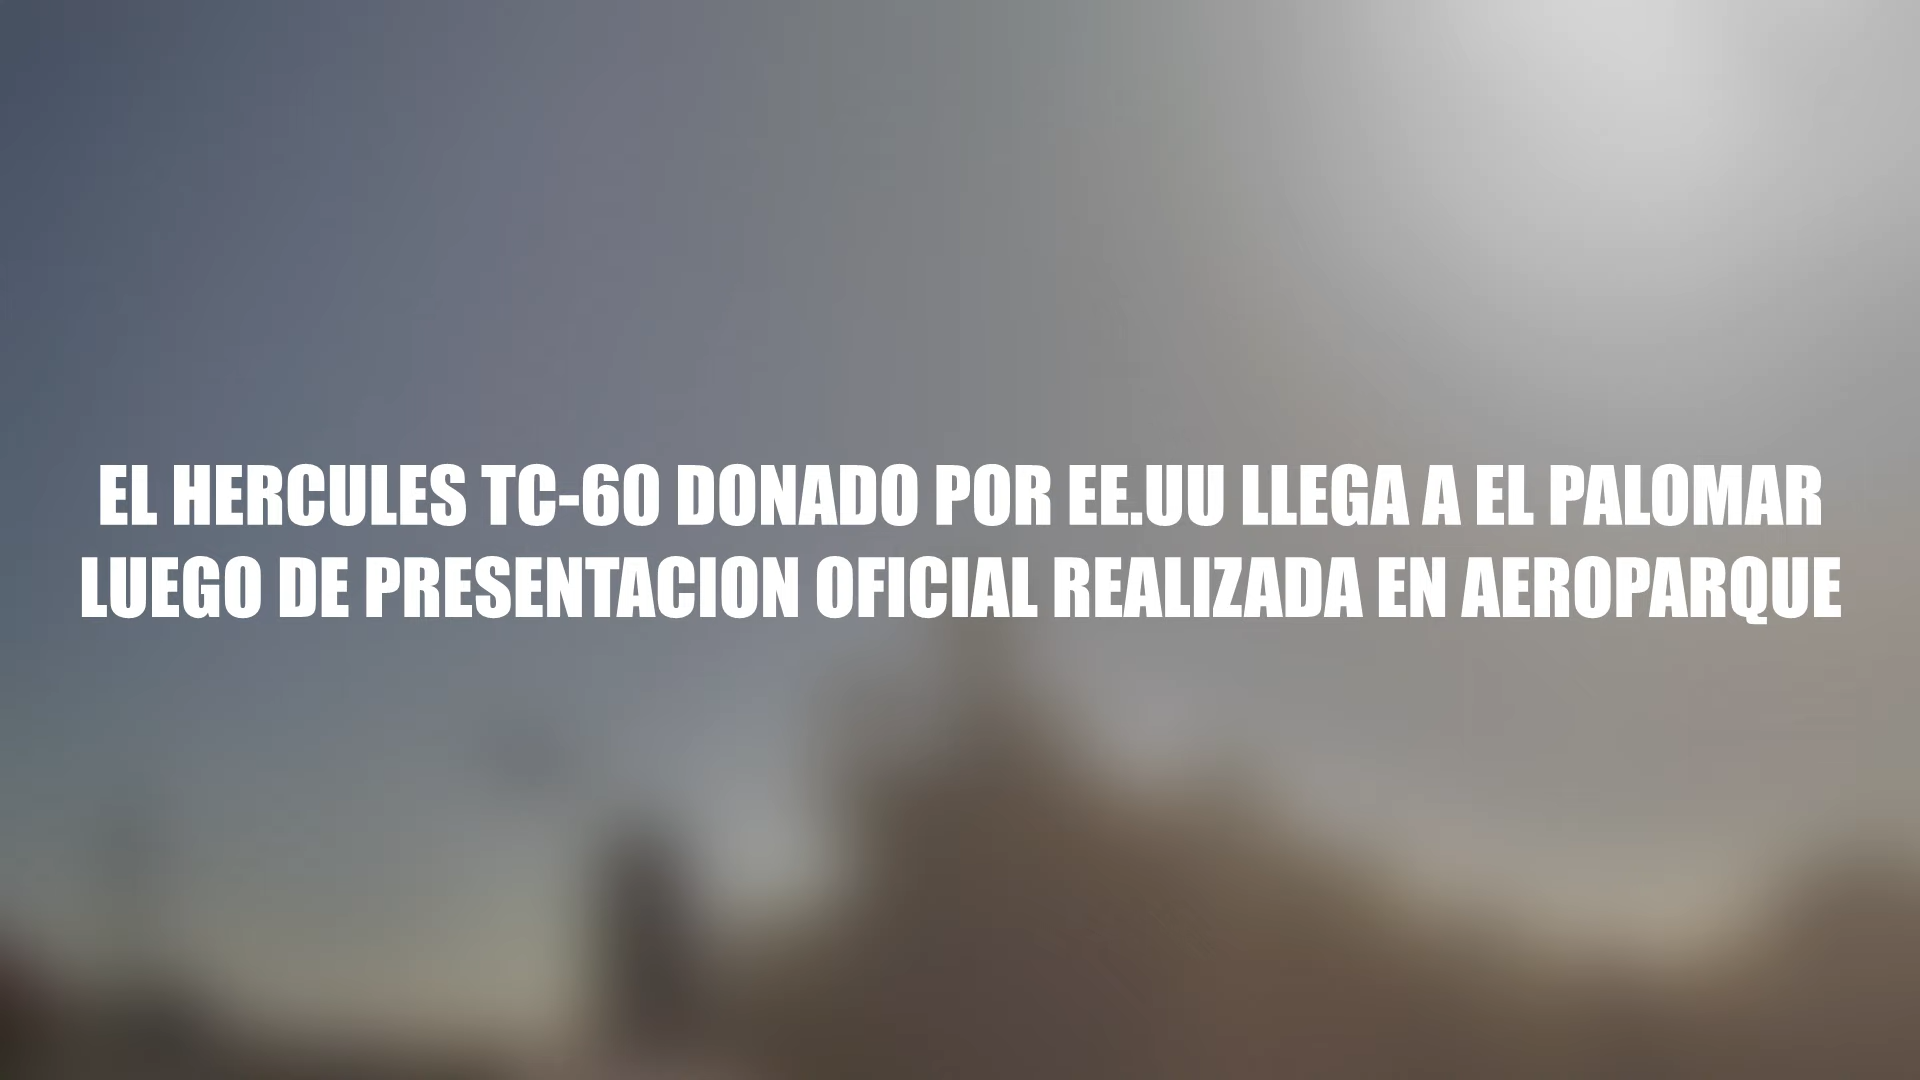 EL HERCULES TC-60 DONADO POR EE.UU LLEGA A EL PALOMAR
LUEGO DE PRESENTACION OFICIAL REALIZADA EN AEROPARQUE